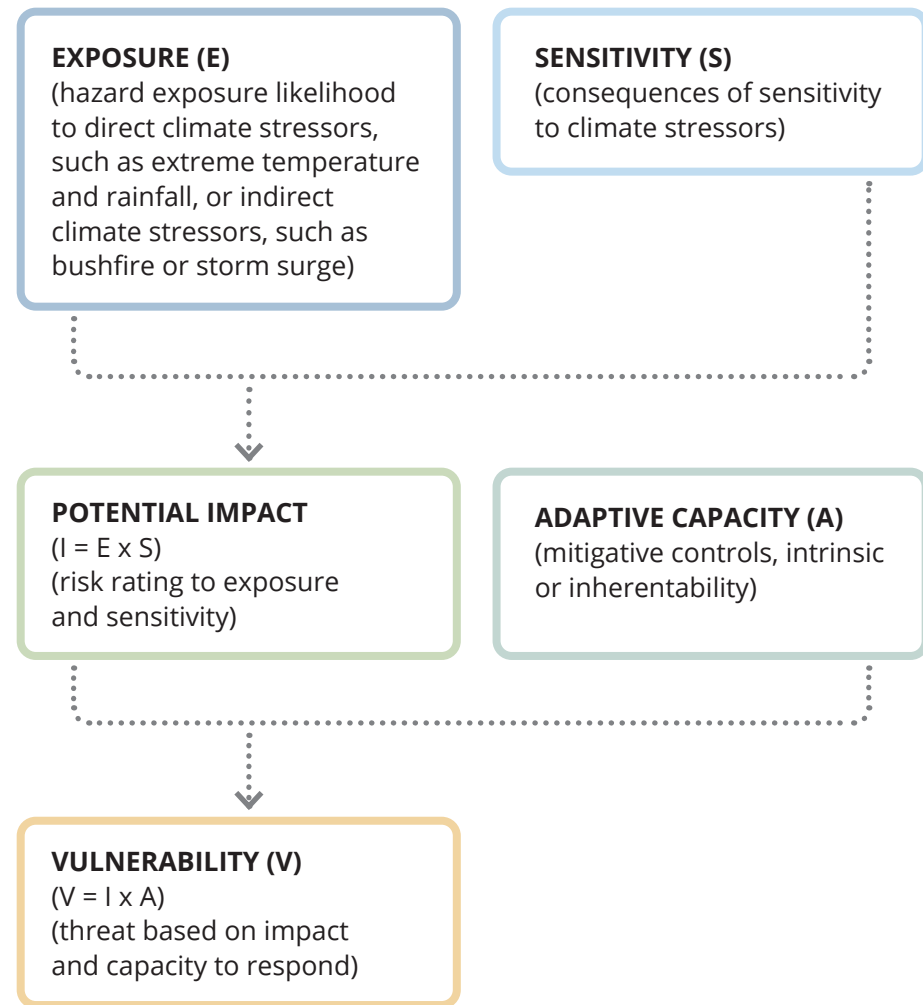 EXPOSURE (E)
(hazard exposure likelihood
to direct climate stressors,
such as extreme temperature
and rainfall, or indirect
climate stressors, such as
bushfire or storm surge)
SENSITIVITY (S)
(consequences of sensitivity
to climate stressors)
POTENTIAL IMPACT
(I = E x S)
(risk rating to exposure
and sensitivity)
ADAPTIVE CAPACITY (A)
(mitigative controls, intrinsic
or inherentability)
VULNERABILITY (V)
(V = I x A)
(threat based on impact
and capacity to respond)